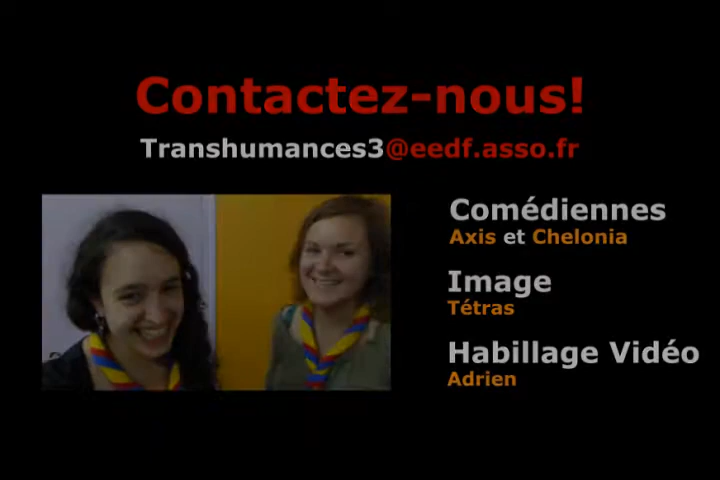 Contactez-nous!
Transhumances3@eedf.asso.fr
Comédiennes
Axis et Chelonia
Image
Tétras
Habillage Vidéo
Adrien